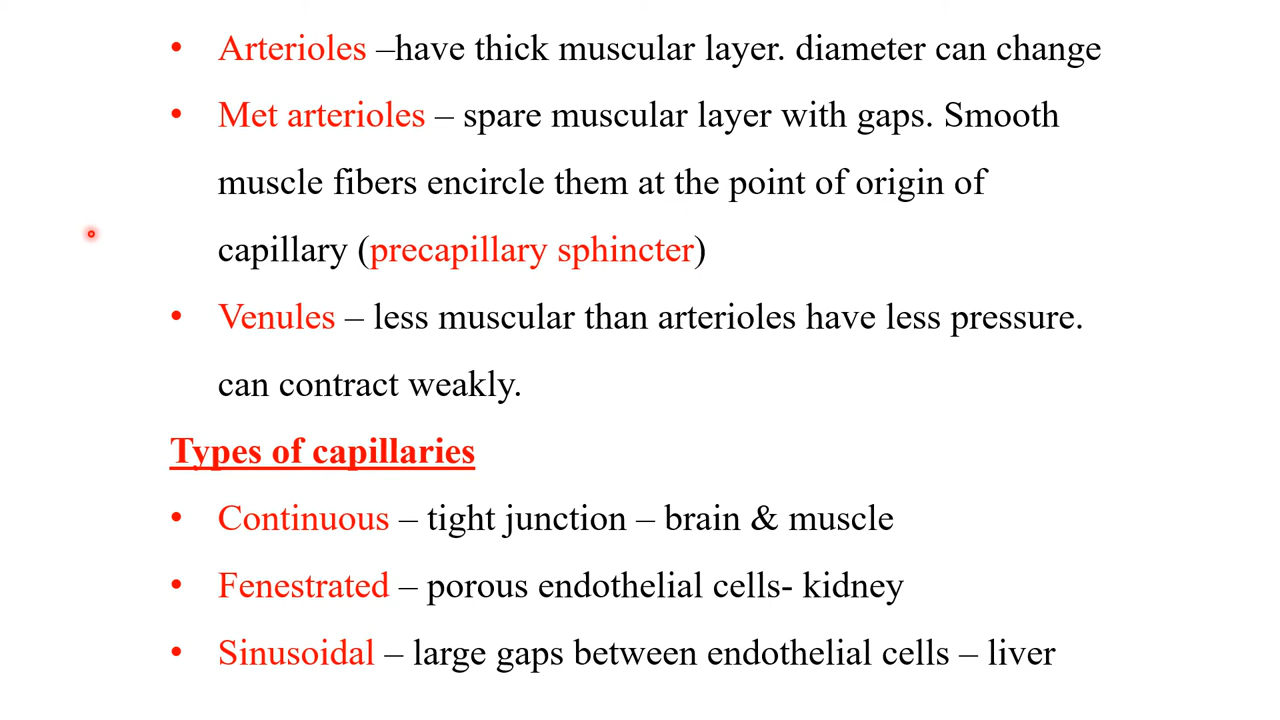 • Arterioles –have thick muscular layer. diameter can change
• Met arterioles – spare muscular layer with gaps. Smooth
muscle fibers encircle them at the point of origin of
capillary (precapillary sphincter)
• Venules – less muscular than arterioles have less pressure.
can contract weakly.
Types of capillaries
• Continuous – tight junction – brain & muscle
• Fenestrated – porous endothelial cells- kidney
• Sinusoidal – large gaps between endothelial cells – liver